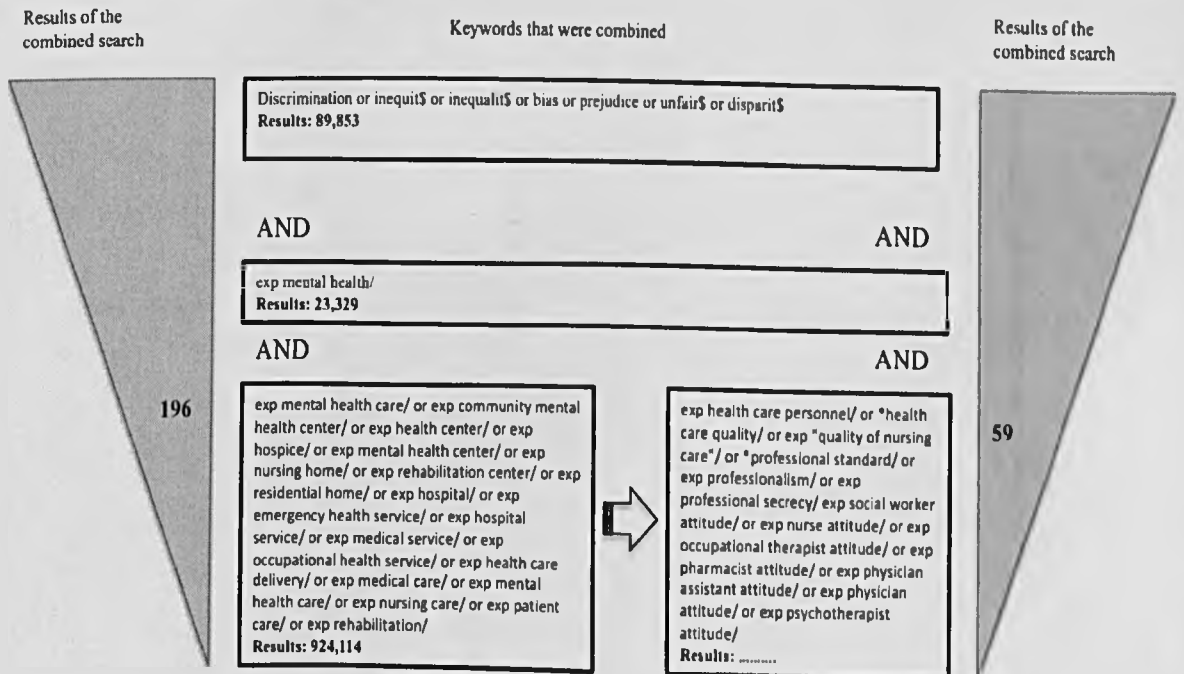 Results of the
combined search
Keywords that were combined
Results of the
combined search
Discrimination or inequit$ or inequalit$ or bias or prejudice or unfair$ or disparit$
Results: 89,853
AND
AND
exp mental health/
Results: 23,329
AND
AND
196
exp mental health care/ or exp community mental
health center/ or exp health center/ or exp
hospice/ or exp mental health center/ or exp
nursing home/ or exp rehabilitation center/ or exp
residential home/ or exp hospital/ or exp
emergency health service/ or exp hospital
service/ or exp medical service/ or exp
occupational health service/ or exp health care
delivery/ or exp medical care/ or exp mental
health care/ or exp nursing care/ or exp patient
care/ or exp rehabilitation/
Results: 924,114
exp health care personnel/ or *health
care quality/ or exp "quality of nursing
care"/ or *professional standard/ or
exp professionalism/ or exp
professional secrecy/ exp social worker
attitude/ or exp nurse attitude/ or exp
occupational therapist attitude/ or exp
pharmacist attitude/ or exp physician
assistant attitude/ or exp physician
attitude/ or exp psychotherapist
attitude/
Results: .........
59